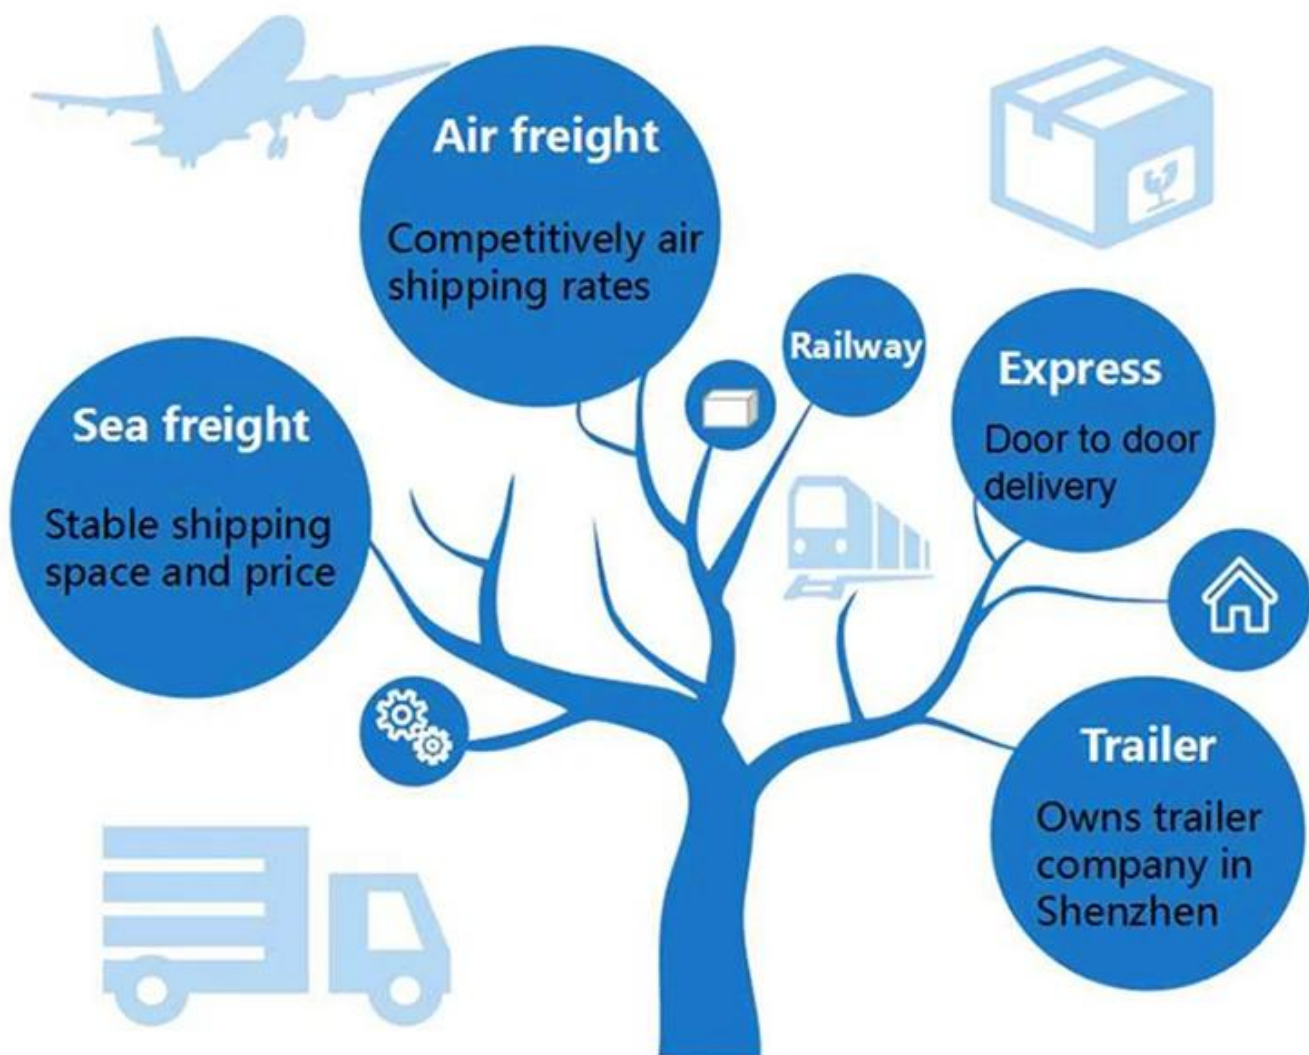 Air freight
Competitively air
shipping rates
Railway
Express
Door to door
delivery
Sea freight
Stable shipping
space and price
Trailer
Owns trailer
company in
Shenzhen